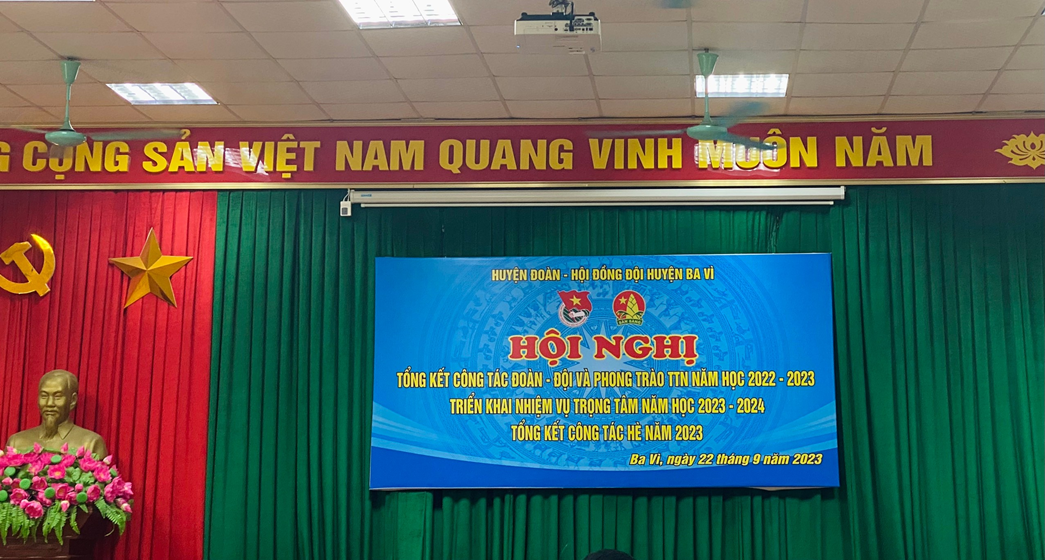 CỘNG SẢN VIỆT NAM QUANG VINH MUÔN NĂM
HUYỆN ĐOÀN - HỘI ĐỒNG ĐỘI HUYỆN BA VÌ
SẴN SÀNG
HỘI NGHỊ
TỔNG KẾT CÔNG TÁC ĐOÀN - ĐỘI VÀ PHONG TRÀO TTN NĂM HỌC 2022 - 2023
TRIỂN KHAI NHIỆM VỤ TRỌNG TÂM NĂM HỌC 2023 - 2024
TỔNG KẾT CÔNG TÁC HÈ NĂM 2023
Ba Vì, ngày 22 tháng 9 năm 2023